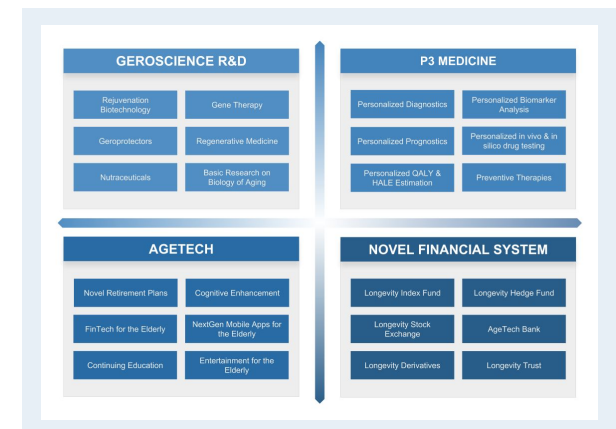 GEROSCIENCE R&D
Rejuvenation
Biotechnology
Gene Therapy
Geroprotectors
Regenerative Medicine
Nutraceuticals
Basic Research on
Biology of Aging
P3 MEDICINE
Personalized Diagnostics
Personalized Biomarker
Analysis
Personalized Prognostics
Personalized in vivo & in
silico drug testing
Personalized QALY &
HALE Estimation
Preventive Therapies
AGETECH
Novel Retirement Plans
Cognitive Enhancement
FinTech for the Elderly
NextGen Mobile Apps for
the Elderly
Continuing Education
Entertainment for the
Elderly
NOVEL FINANCIAL SYSTEM
Longevity Index Fund
Longevity Hedge Fund
Longevity Stock
Exchange
AgeTech Bank
Longevity Derivatives
Longevity Trust